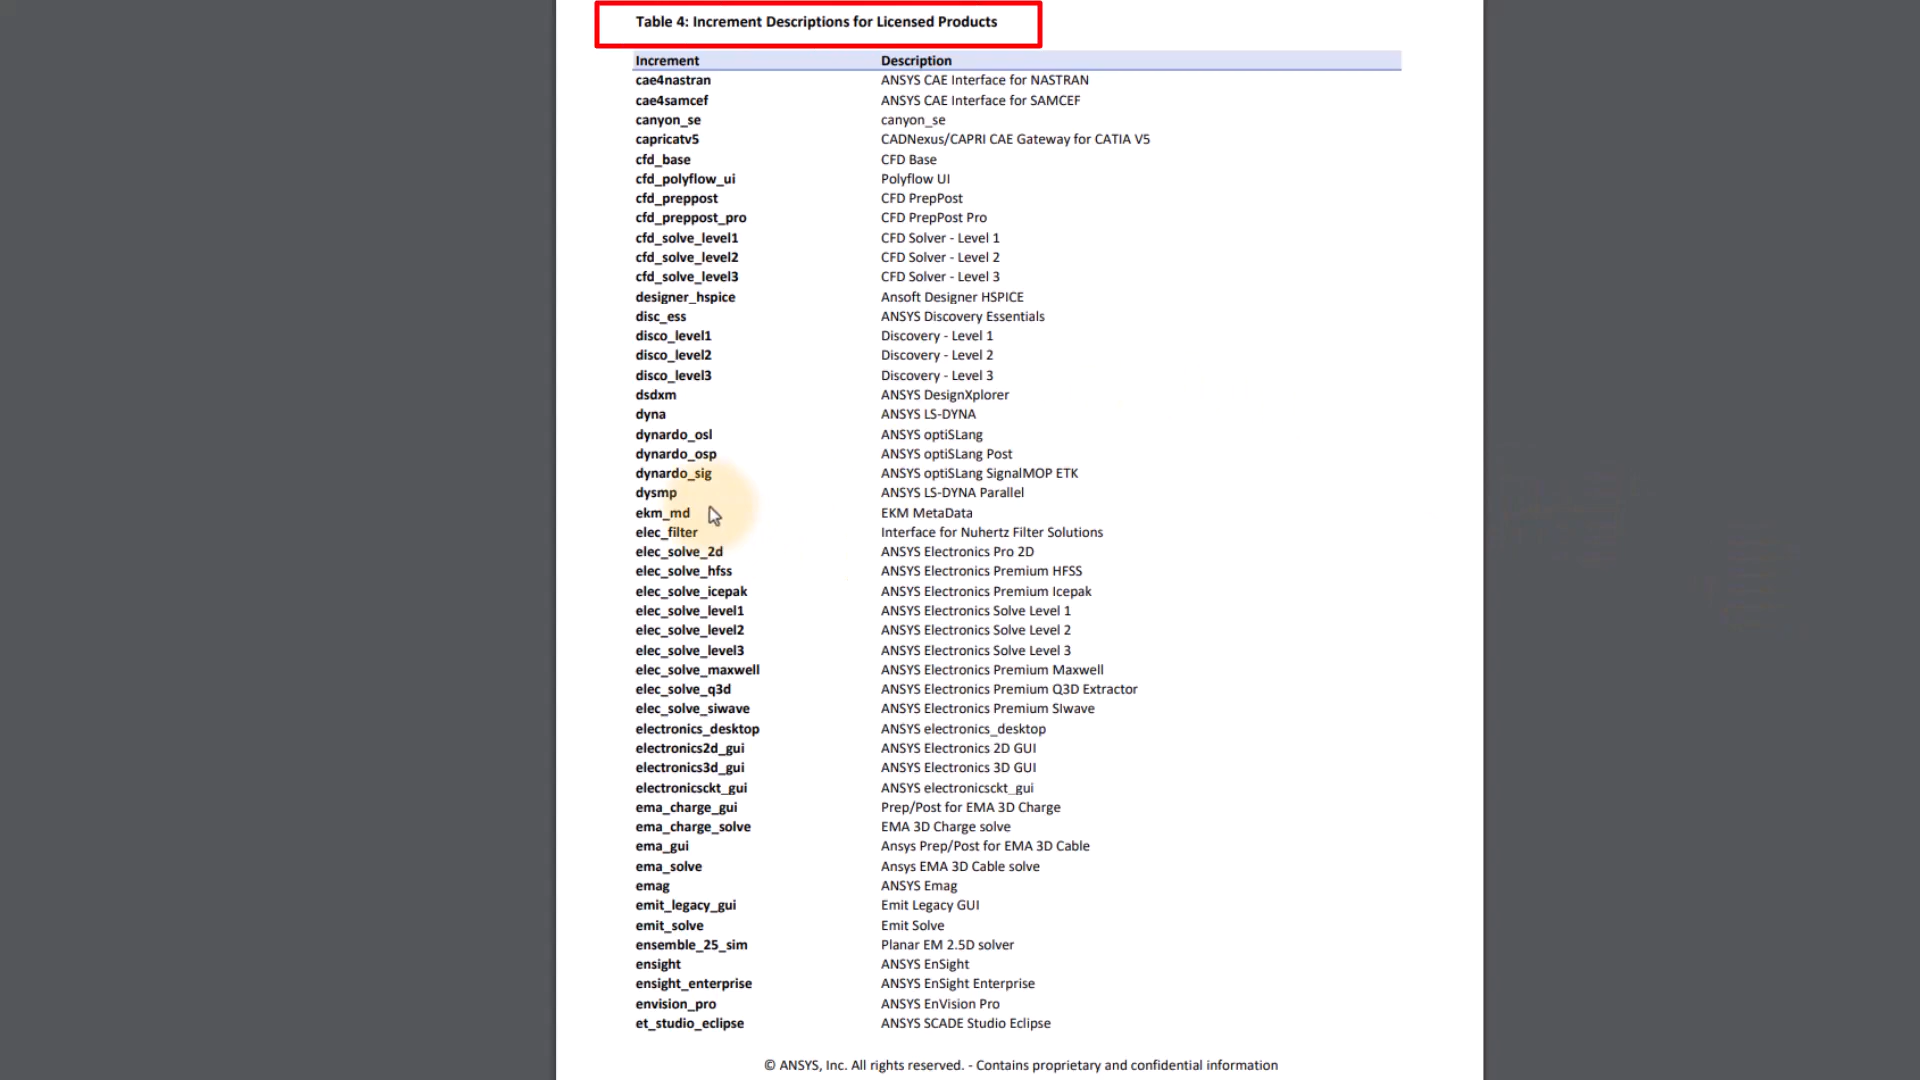 Table 4: Increment Descriptions for Licensed Products
Increment Description
cae4nastran ANSYS CAE Interface for NASTRAN
cae4samcef ANSYS CAE Interface for SAMCEF
canyon_se canyon_se
capricatv5 CADNexus/CAPRI CAE Gateway for CATIA V5
cfd_base CFD Base
cfd_polyflow_ui Polyflow UI
cfd_preppost CFD PrepPost
cfd_preppost_pro CFD PrepPost Pro
cfd_solve_level1 CFD Solver - Level 1
cfd_solve_level2 CFD Solver - Level 2
cfd_solve_level3 CFD Solver - Level 3
designer_hspice Ansoft Designer HSPICE
disc_ess ANSYS Discovery Essentials
disco_level1 Discovery - Level 1
disco_level2 Discovery - Level 2
disco_level3 Discovery - Level 3
dsdxm ANSYS DesignXplorer
dyna ANSYS LS-DYNA
dynardo_osl ANSYS optiSLang
dynardo_osp ANSYS optiSLang Post
dynardo_sig ANSYS optiSLang SignalMOP ETK
dysmp ANSYS LS-DYNA Parallel
ekm_md EKM MetaData
elec_filter Interface for Nuhertz Filter Solutions
elec_solve_2d ANSYS Electronics Pro 2D
elec_solve_hfss ANSYS Electronics Premium HFSS
elec_solve_icepak ANSYS Electronics Premium Icepak
elec_solve_level1 ANSYS Electronics Solve Level 1
elec_solve_level2 ANSYS Electronics Solve Level 2
elec_solve_level3 ANSYS Electronics Solve Level 3
elec_solve_maxwell ANSYS Electronics Premium Maxwell
elec_solve_q3d ANSYS Electronics Premium Q3D Extractor
elec_solve_siwave ANSYS Electronics Premium SIwave
electronics_desktop ANSYS electronics_desktop
electronics2d_gui ANSYS Electronics 2D GUI
electronics3d_gui ANSYS Electronics 3D GUI
electronicsckt_gui ANSYS electronicsckt_gui
ema_charge_gui Prep/Post for EMA 3D Charge
ema_charge_solve EMA 3D Charge solve
ema_gui Ansys Prep/Post for EMA 3D Cable
ema_solve Ansys EMA 3D Cable solve
emag ANSYS Emag
emit_legacy_gui Emit Legacy GUI
emit_solve Emit Solve
ensemble_25_sim Planar EM 2.5D solver
ensight ANSYS EnSight
ensight_enterprise ANSYS EnSight Enterprise
envision_pro ANSYS EnVision Pro
et_studio_eclipse ANSYS SCADE Studio Eclipse
© ANSYS, Inc. All rights reserved. - Contains proprietary and confidential information